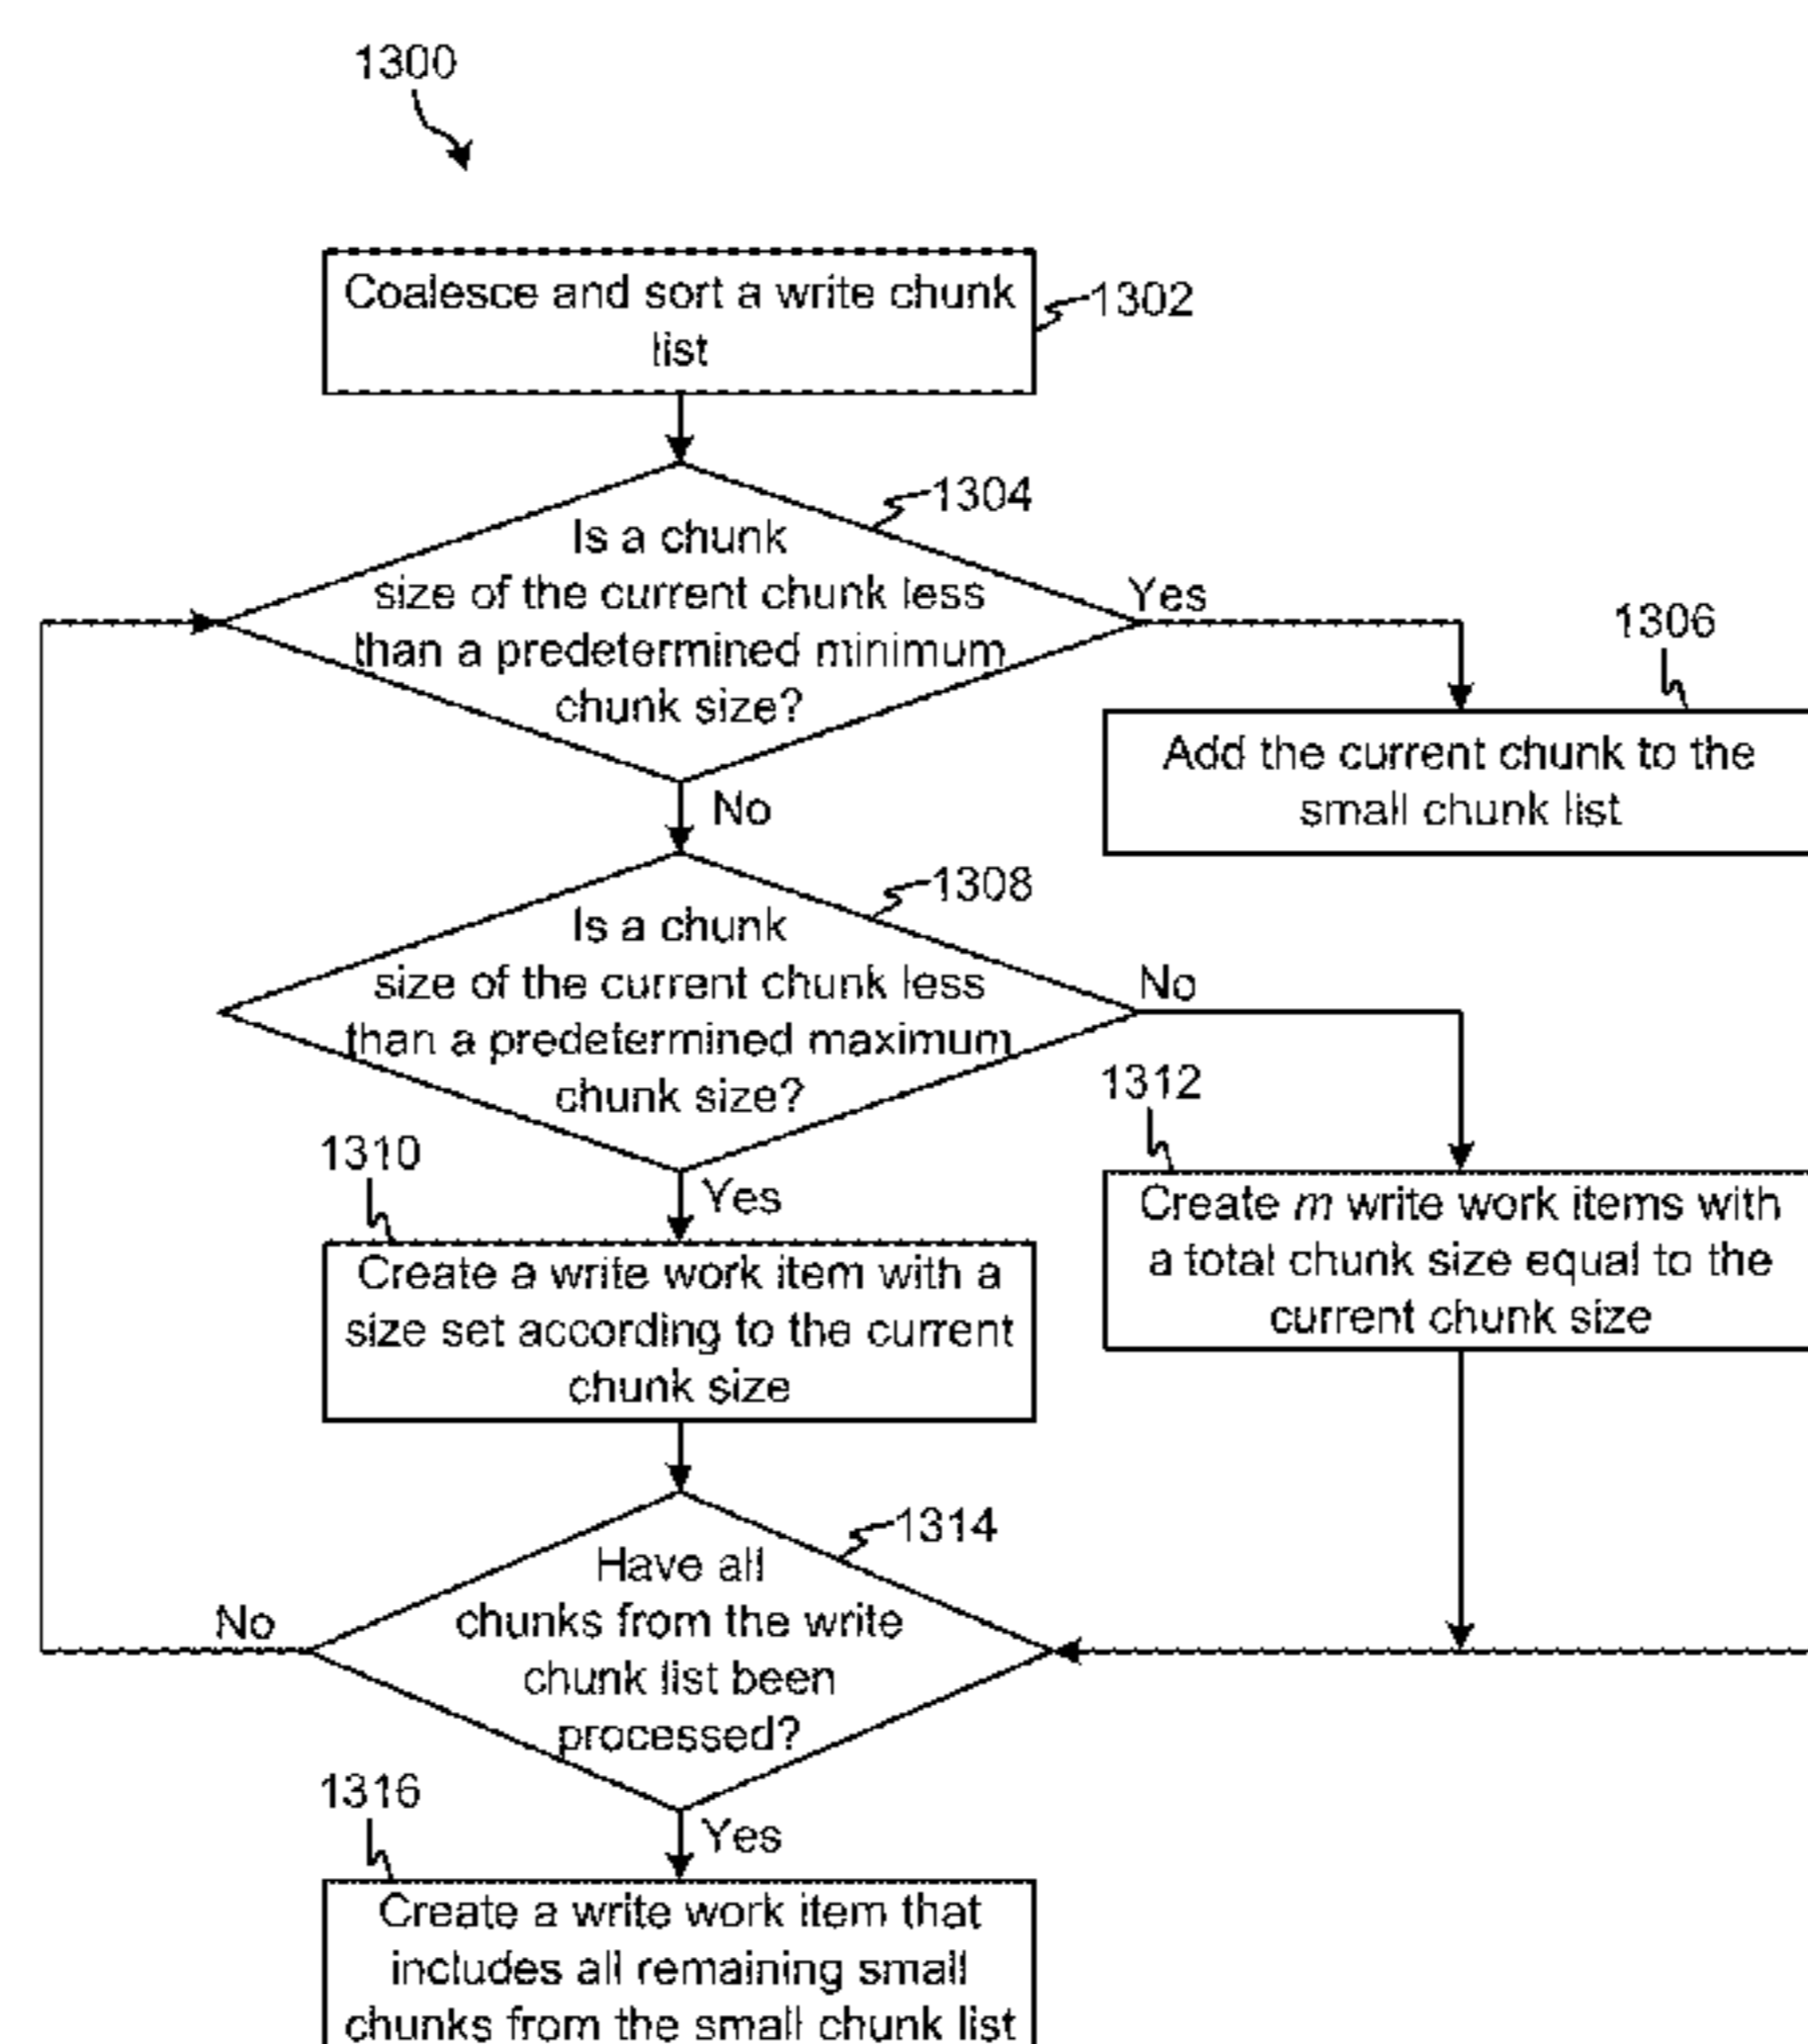 1300
Coalesce and sort a write chunk
list
1302
1304
Is a chunk
size of the current chunk less
than a predetermined minimum
chunk size?
Yes
1306
Add the current chunk to the
small chunk list
No
1308
Is a chunk
size of the current chunk less
than a predetermined maximum
chunk size?
No
1312
Create m write work items with
a total chunk size equal to the
current chunk size
Yes
1310
Create a write work item with a
size set according to the current
chunk size
1314
Have all
chunks from the write
chunk list been
processed?
No
Yes
1316
Create a write work item that
includes all remaining small
chunks from the small chunk list